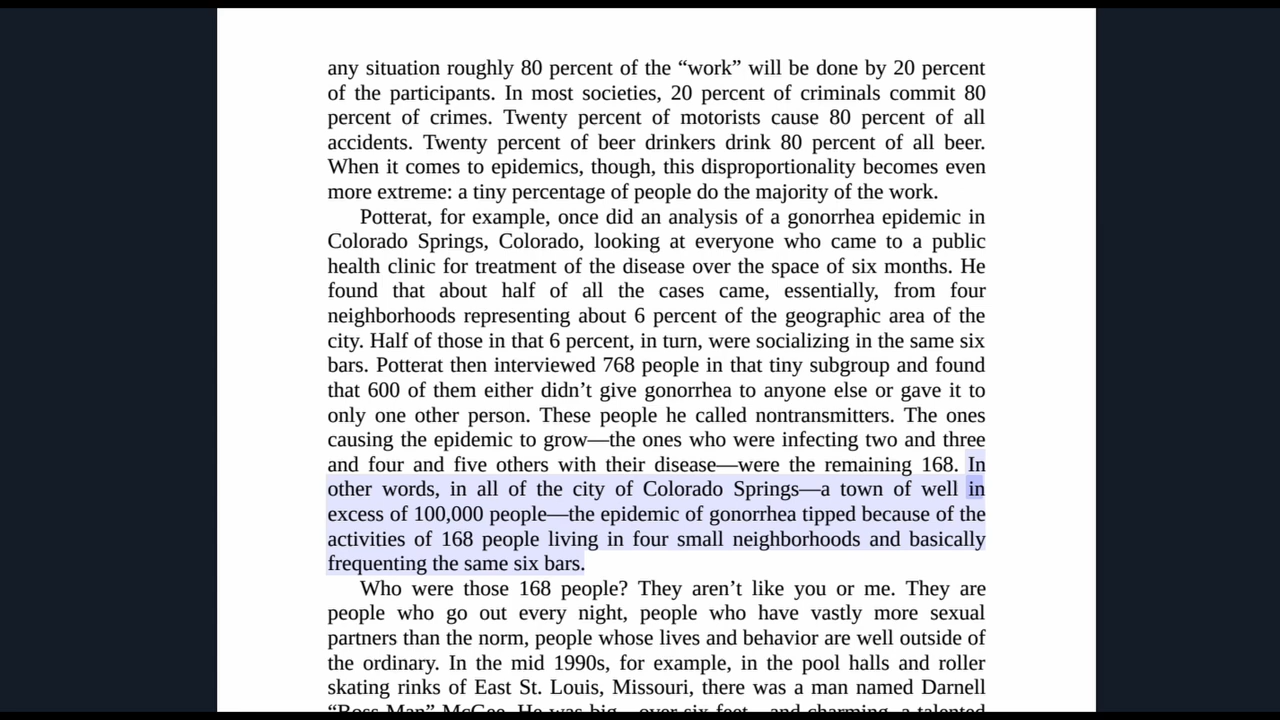 any situation roughly 80 percent of the “work” will be done by 20 percent
of the participants. In most societies, 20 percent of criminals commit 80
percent of crimes. Twenty percent of motorists cause 80 percent of all
accidents. Twenty percent of beer drinkers drink 80 percent of all beer.
When it comes to epidemics, though, this disproportionality becomes even
more extreme: a tiny percentage of people do the majority of the work.
Potterat, for example, once did an analysis of a gonorrhea epidemic in
Colorado Springs, Colorado, looking at everyone who came to a public
health clinic for treatment of the disease over the space of six months. He
found that about half of all the cases came, essentially, from four
neighborhoods representing about 6 percent of the geographic area of the
city. Half of those in that 6 percent, in turn, were socializing in the same six
bars. Potterat then interviewed 768 people in that tiny subgroup and found
that 600 of them either didn’t give gonorrhea to anyone else or gave it to
only one other person. These people he called nontransmitters. The ones
causing the epidemic to grow—the ones who were infecting two and three
and four and five others with their disease—were the remaining 168. In
other words, in all of the city of Colorado Springs—a town of well in
excess of 100,000 people—the epidemic of gonorrhea tipped because of the
activities of 168 people living in four small neighborhoods and basically
frequenting the same six bars.
Who were those 168 people? They aren’t like you or me. They are
people who go out every night, people who have vastly more sexual
partners than the norm, people whose lives and behavior are well outside of
the ordinary. In the mid 1990s, for example, in the pool halls and roller
skating rinks of East St. Louis, Missouri, there was a man named Darnell
“Boss Man” McGee. He was big—over six feet—and charming, a talented